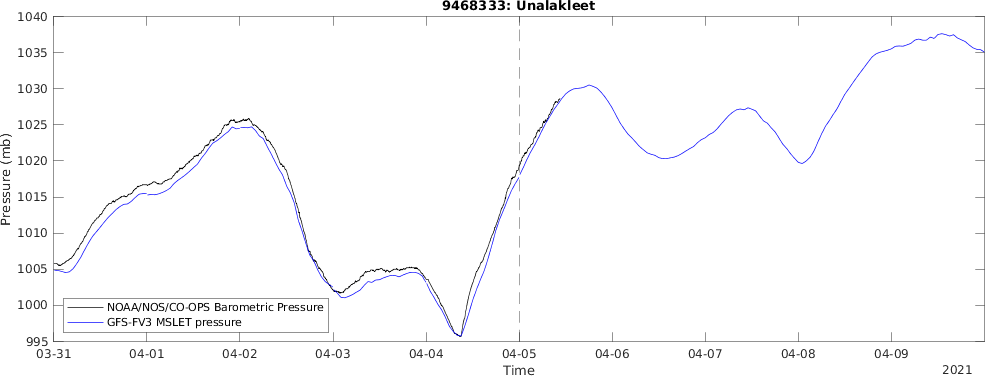 9468333: Unalakleet
Pressure (mb)
1040
1035
1030
1025
1020
1015
1010
1005
1000
995
NOAA/NOS/CO-OPS Barometric Pressure
GFS-FV3 MSLET pressure
03-31 04-01 04-02 04-03 04-04 04-05 04-06 04-07 04-08 04-09
Time
2021